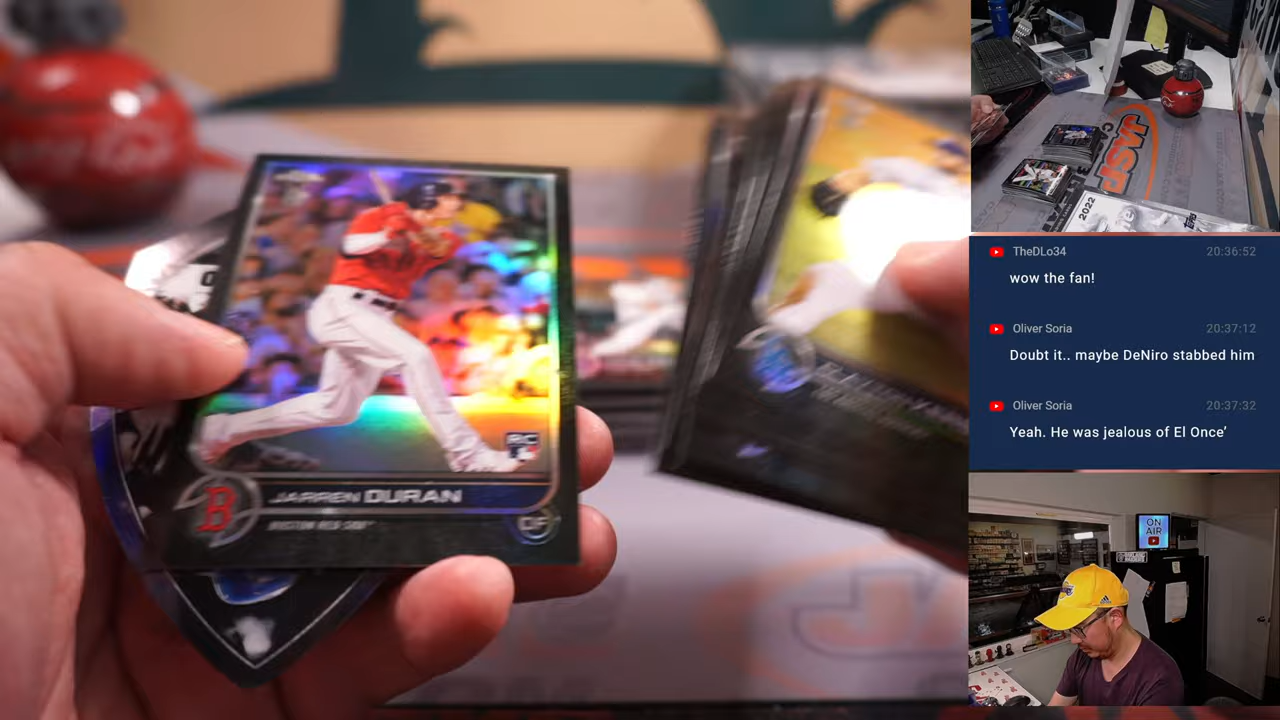 JARREN DURAN
BOSTON RED SOX
OF
RC
B
2022
JASP
TheDLo34
20:36:52
wow the fan!
Oliver Soria
20:37:12
Doubt it.. maybe DeNiro stabbed him
Oliver Soria
20:37:32
Yeah. He was jealous of El Once’
ON
AIR